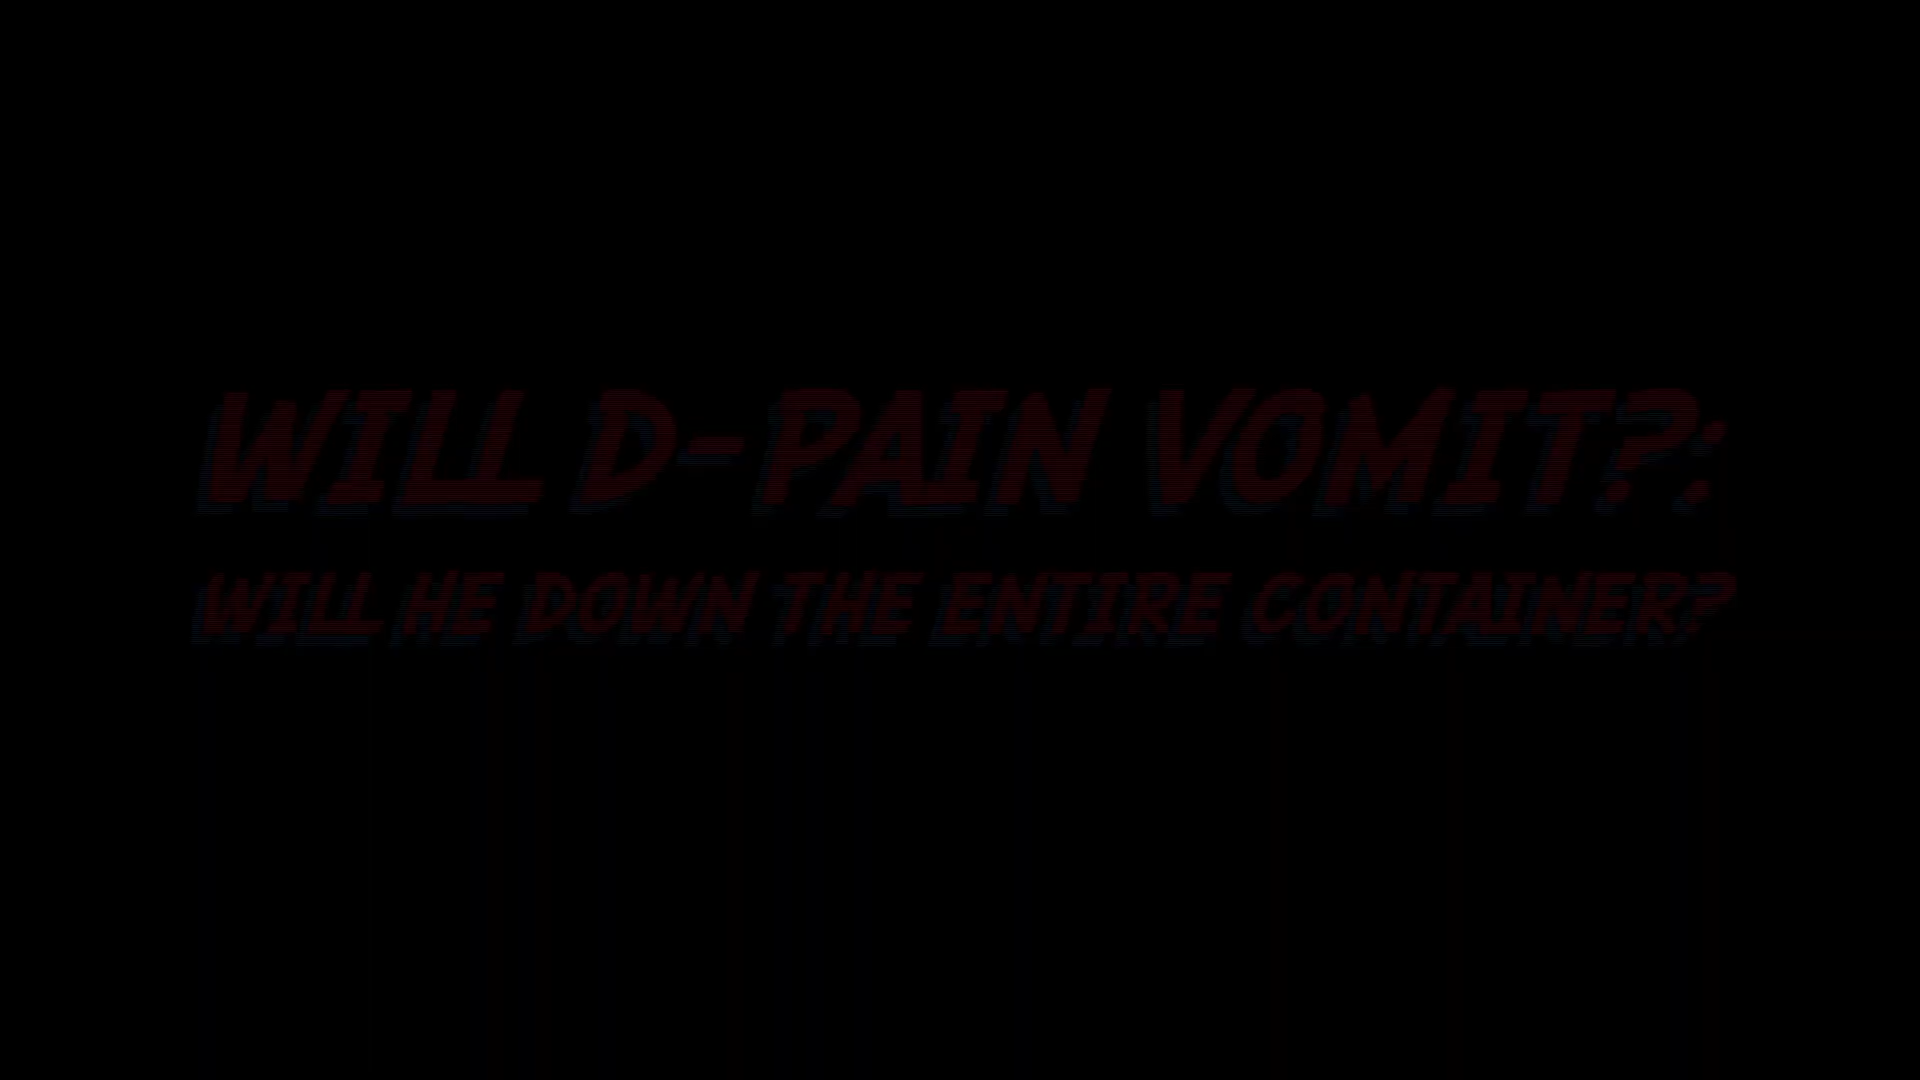 WILL D-PAIN VOMIT?:
WILL HE DOWN THE ENTIRE CONTAINER?